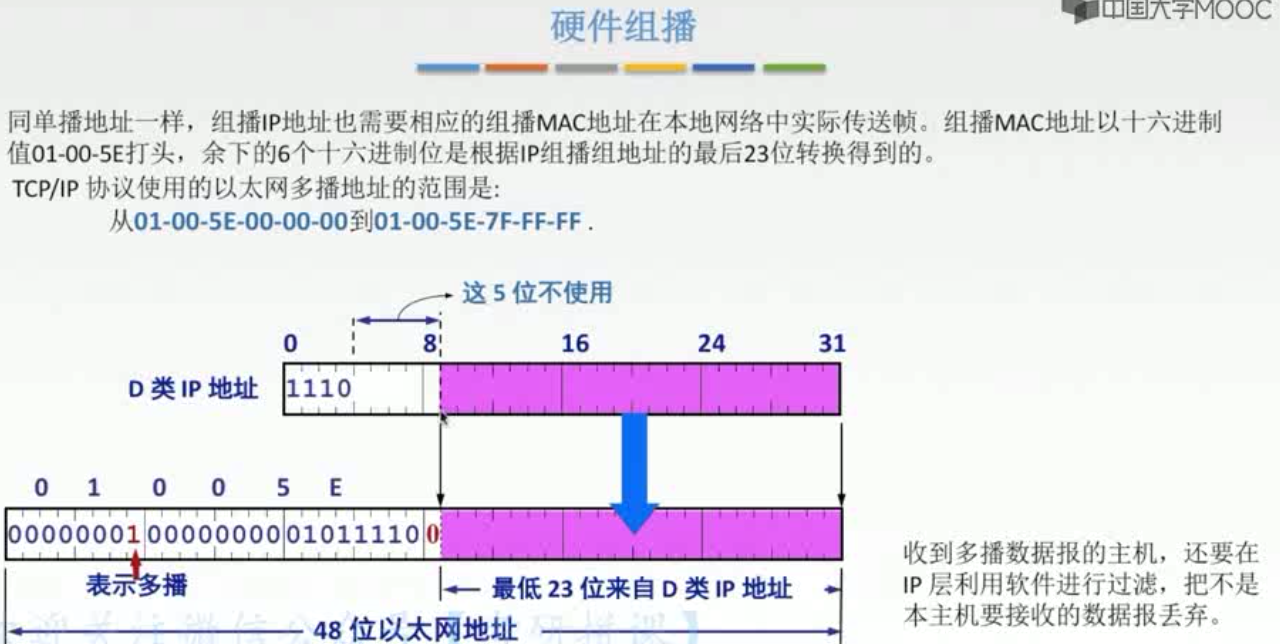 中国大学MOOC
硬件组播
同单播地址一样，组播IP地址也需要相应的组播MAC地址在本地网络中实际传送帧。组播MAC地址以十六进制
值01-00-5E打头，余下的6个十六进制位是根据IP组播组地址的最后23位转换得到的。
TCP/IP 协议使用的以太网多播地址的范围是:
从01-00-5E-00-00-00到01-00-5E-7F-FF-FF .
这 5 位不使用
0 8 16 24 31
D 类 IP 地址 1110
0 1 0 0 5 E
00000001 00000000 01011110 0
表示多播
最低 23 位来自 D 类 IP 地址
48 位以太网地址
收到多播数据报的主机，还要在
IP 层利用软件进行过滤，把不是
本主机要接收的数据报丢弃。